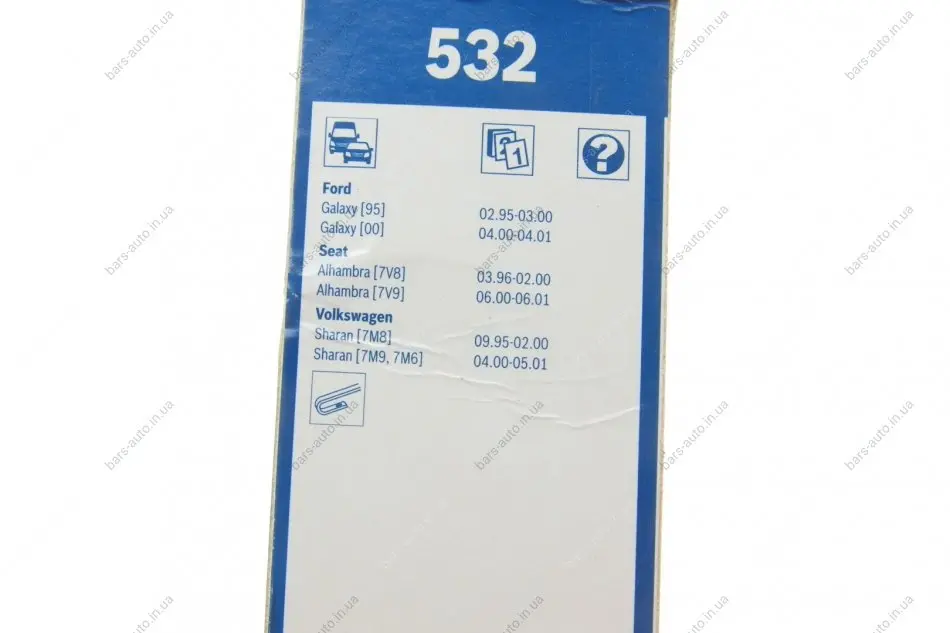 532
2 1
?
Ford
Galaxy [95] 02.95-03.00
Galaxy [00] 04.00-04.01
Seat
Alhambra [7V8] 03.96-02.00
Alhambra [7V9] 06.00-06.01
Volkswagen
Sharan [7M8] 09.95-02.00
Sharan [7M9, 7M6] 04.00-05.01
bars-auto.in.ua